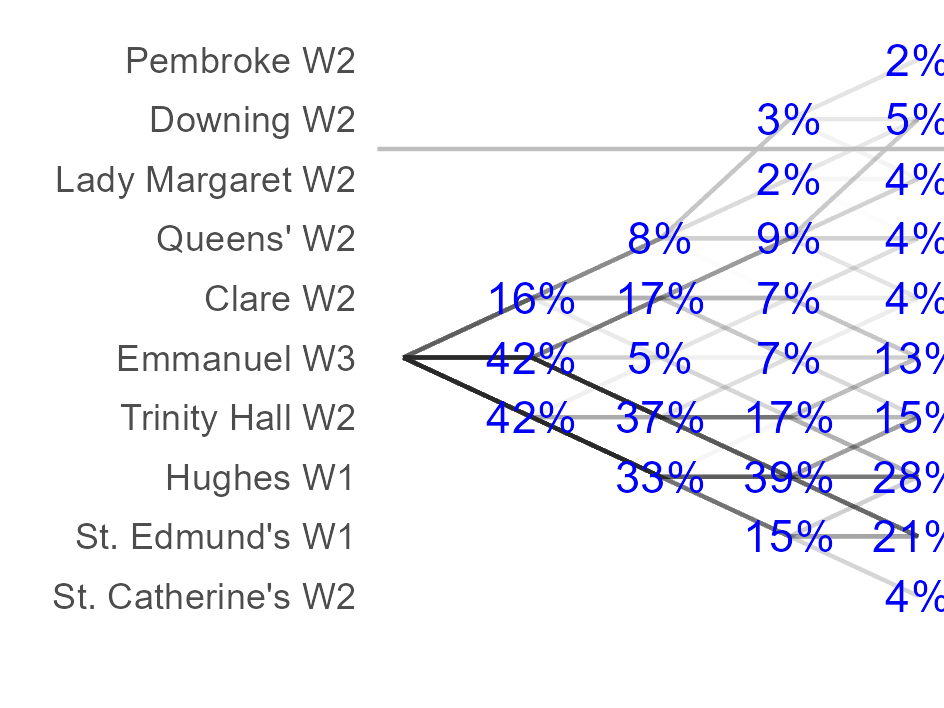 Pembroke W2 2%
Downing W2 3% 5%
Lady Margaret W2 2% 4%
Queens' W2 8% 9% 4%
Clare W2 16% 17% 7% 4%
Emmanuel W3 42% 5% 7% 13%
Trinity Hall W2 42% 37% 17% 15%
Hughes W1 33% 39% 28%
St. Edmund's W1 15% 21%
St. Catherine's W2 4%